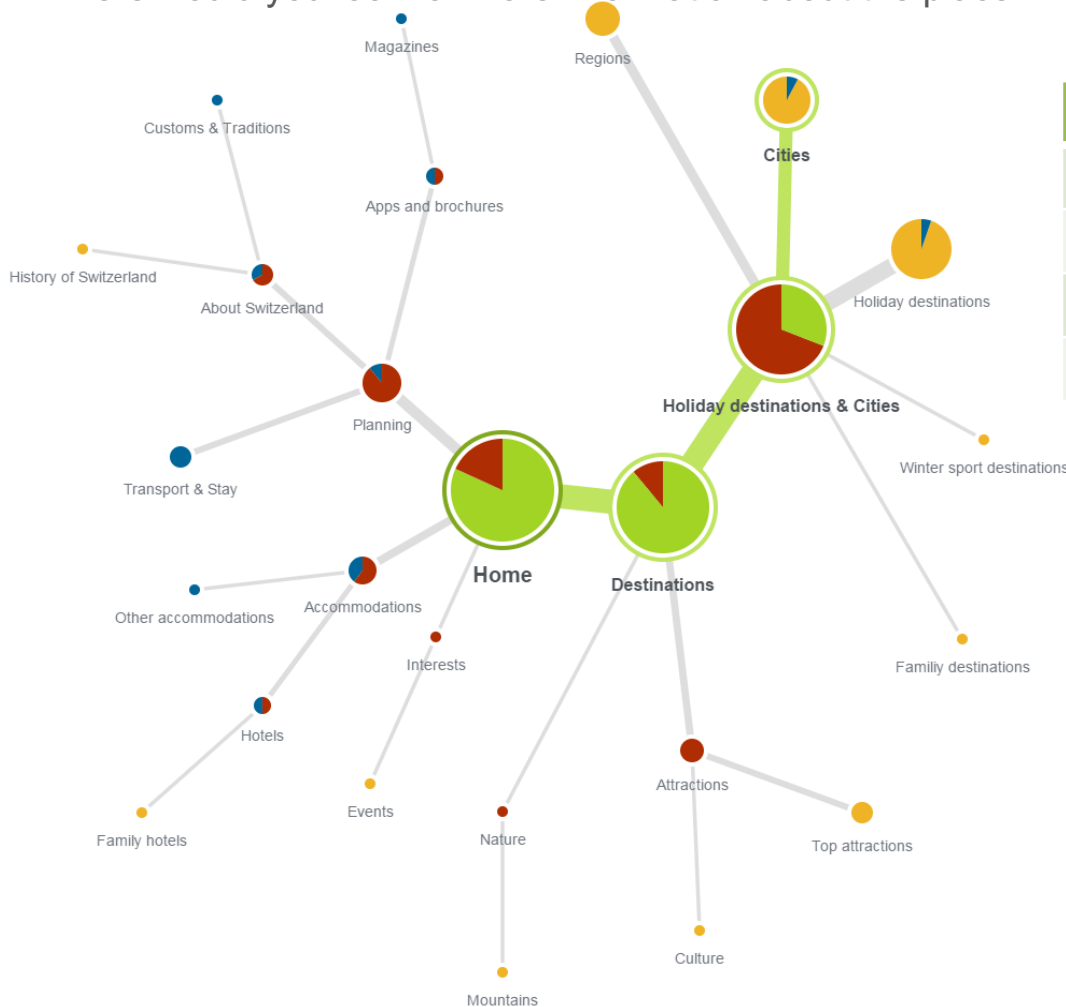 Magazines
Regions
Customs & Traditions
Cities
Apps and brochures
History of Switzerland
About Switzerland
Holiday destinations
Holiday destinations & Cities
Planning
Winter sport destinations
Transport & Stay
Home
Destinations
Accommodations
Other accommodations
Interests
Familiy destinations
Hotels
Attractions
Events
Nature
Family hotels
Top attractions
Culture
Mountains